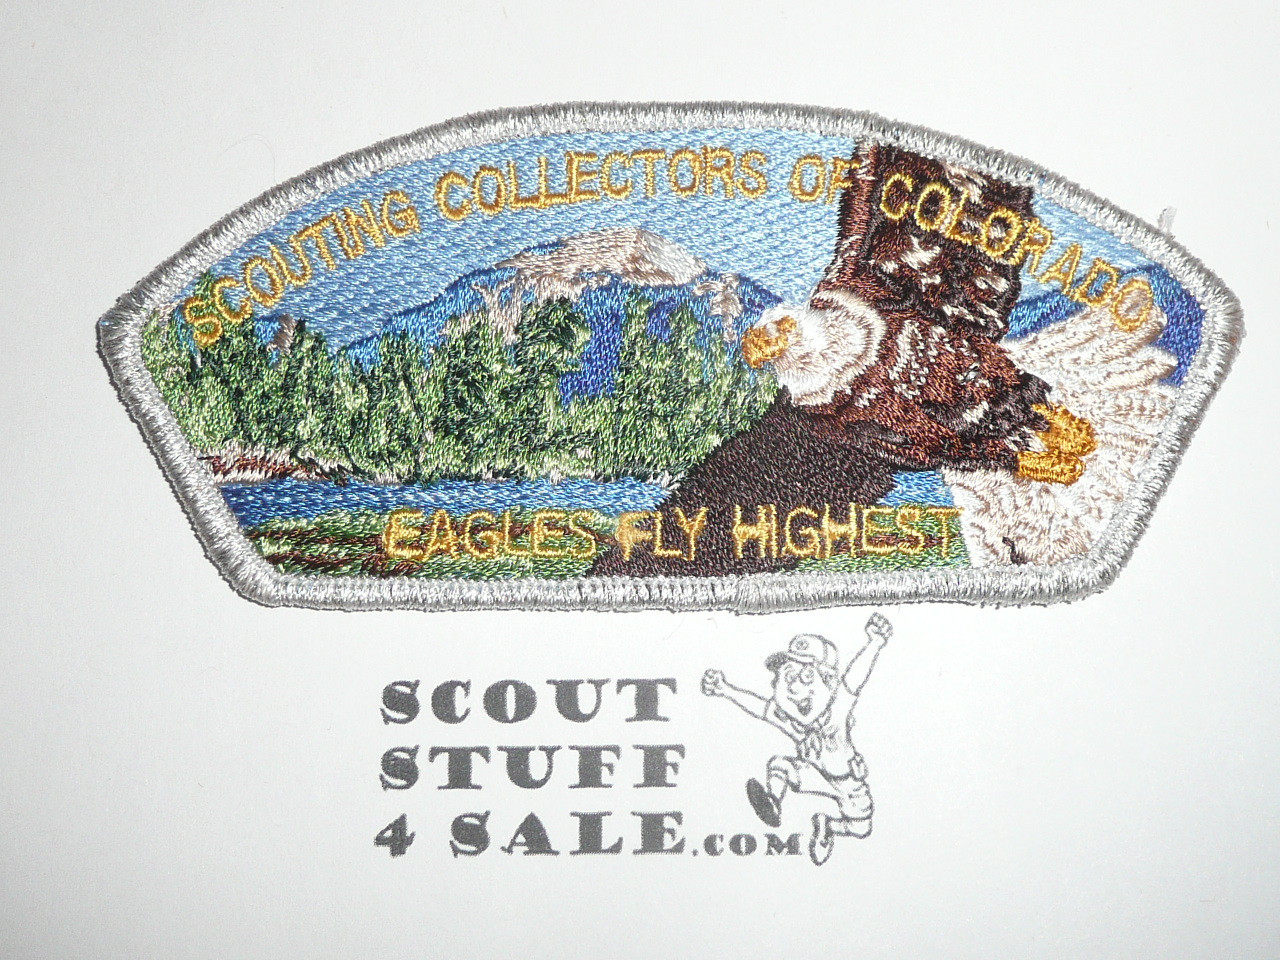 SCOUTING COLLECTORS OF COLORADO
EAGLES FLY HIGHEST
SCOUT
STUFF
4 SALE.COM